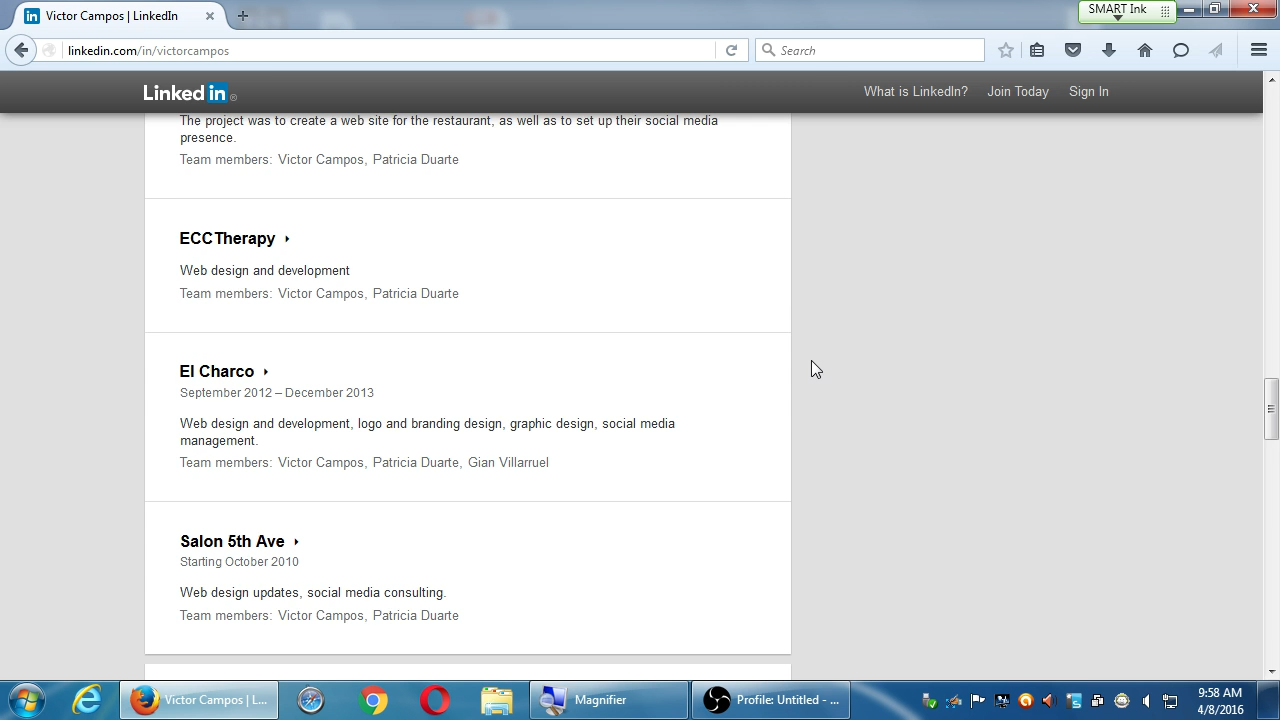 Victor Campos | LinkedIn
SMART Ink
linkedin.com/in/victorcampos
Search
Linked in ®
What is LinkedIn?
Join Today
Sign In
The project was to create a web site for the restaurant, as well as to set up their social media
presence.
Team members: Victor Campos, Patricia Duarte
ECCTherapy
Web design and development
Team members: Victor Campos, Patricia Duarte
El Charco
September 2012 – December 2013
Web design and development, logo and branding design, graphic design, social media
management.
Team members: Victor Campos, Patricia Duarte, Gian Villarruel
Salon 5th Ave
Starting October 2010
Web design updates, social media consulting.
Team members: Victor Campos, Patricia Duarte
Victor Campos | L...
Magnifier
Profile: Untitled - ...
9:58 AM
4/8/2016